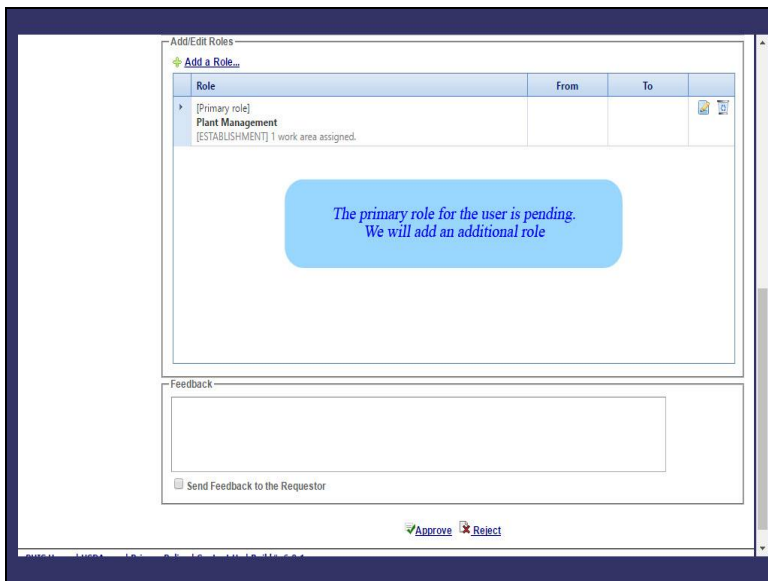 Add/Edit Roles
Add a Role...
Role From To
[Primary role]
Plant Management
[ESTABLISHMENT] 1 work area assigned.
The primary role for the user is pending.
We will add an additional role
Feedback
Send Feedback to the Requestor
Approve Reject